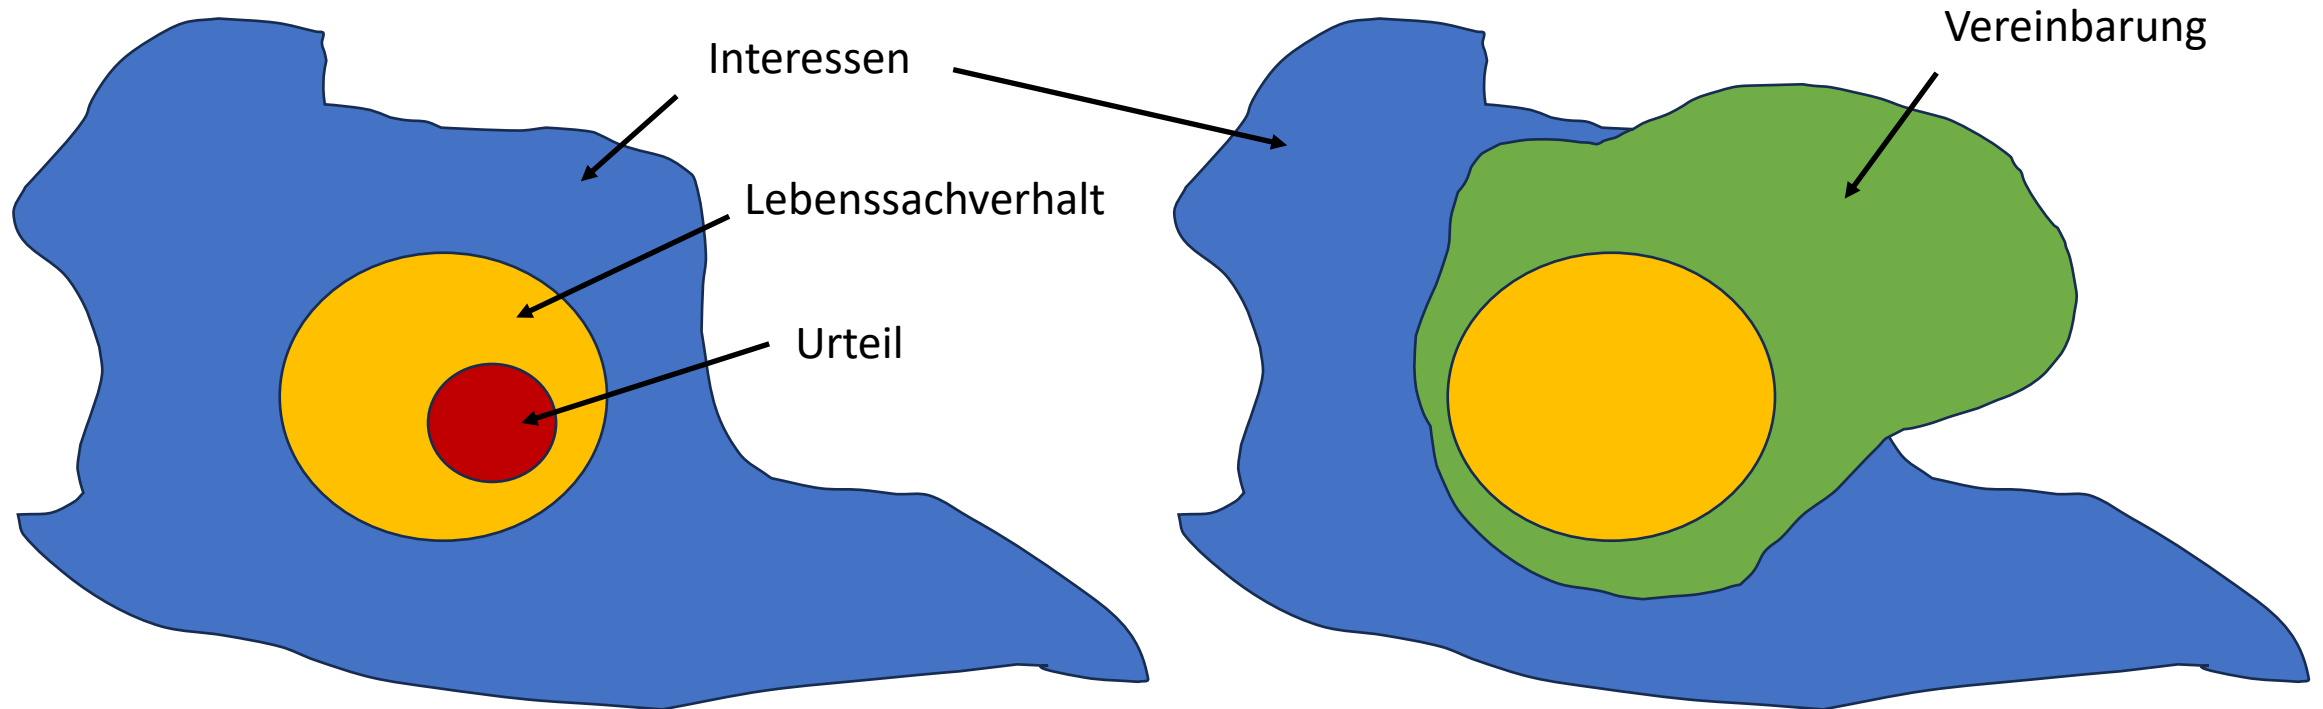 Interessen
Vereinbarung
Lebenssachverhalt
Urteil